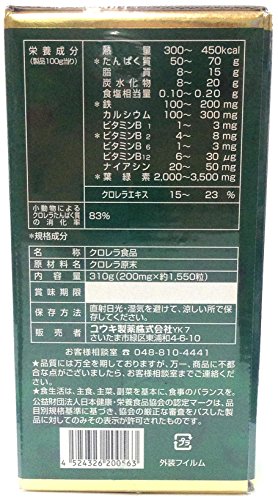 栄養成分
(製品100g当り)
熱量 300～ 450kcal
*たんぱく質 50～ 70 g
脂質 8～ 15 g
炭水化物 8～ 20 g
食塩相当量 0.10～ 0.20 g
*鉄 100～ 200 mg
カルシウム 100～ 300 mg
ビタミンB1 1～ 3 mg
*ビタミンB2 4～ 8 mg
ビタミンB6 1～ 3 mg
ビタミンB12 6～ 30 μg
ナイアシン 20～ 50 mg
*葉緑素 2,000～3,500 mg
クロレラエキス 15～ 23 %
小動物による
クロレラたんぱく質
の消化率
83%
*規格成分
名称 クロレラ食品
原材料名 クロレラ原末
内容量 310g(200mg×約1,550粒)
賞味期限
保存方法 直射日光・湿気を避けて、涼しい所で保存してください。
販売者 コウキ製薬株式会社YK7
さいたま市緑区東浦和4-6-10
お客様相談室 ☎ 048-810-4441
★品質には万全を期しておりますが、万一、商品に不都
合な点がございましたら、お客様相談室までご連絡くだ
さい。
★食生活は、主食、主菜、副菜を基本に、食事のバランスを。
公益財団法人日本健康・栄養食品協会の認定マークは、品
目別規格基準に基づき、協会の厳正な審査をパスした製
品に対してのみその表示が許可されたものです。
4 524326 200563
外装フイルム